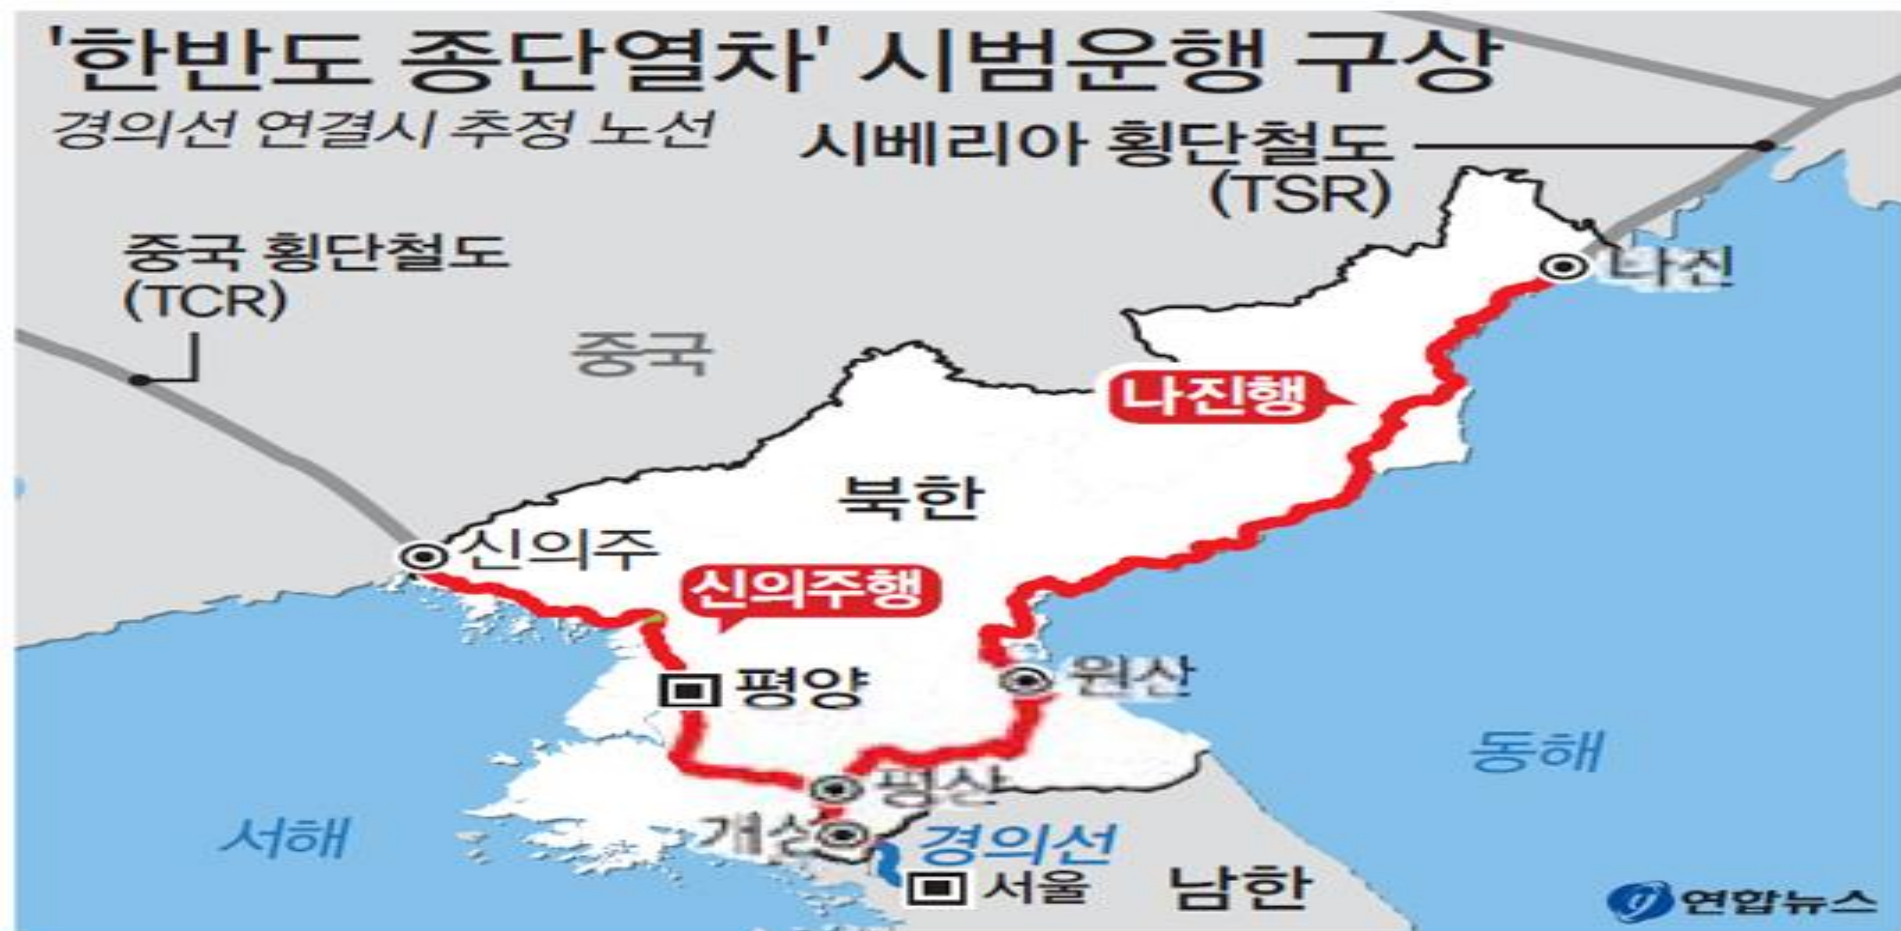 '한반도 종단열차' 시범운행 구상
경의선 연결시 추정 노선
시베리아 횡단철도
(TSR)
중국 횡단철도
(TCR)
중국
나진
나진행
북한
신의주
신의주행
평양
원산
동해
평산
개성
서해
경의선
서울
남한
연합뉴스